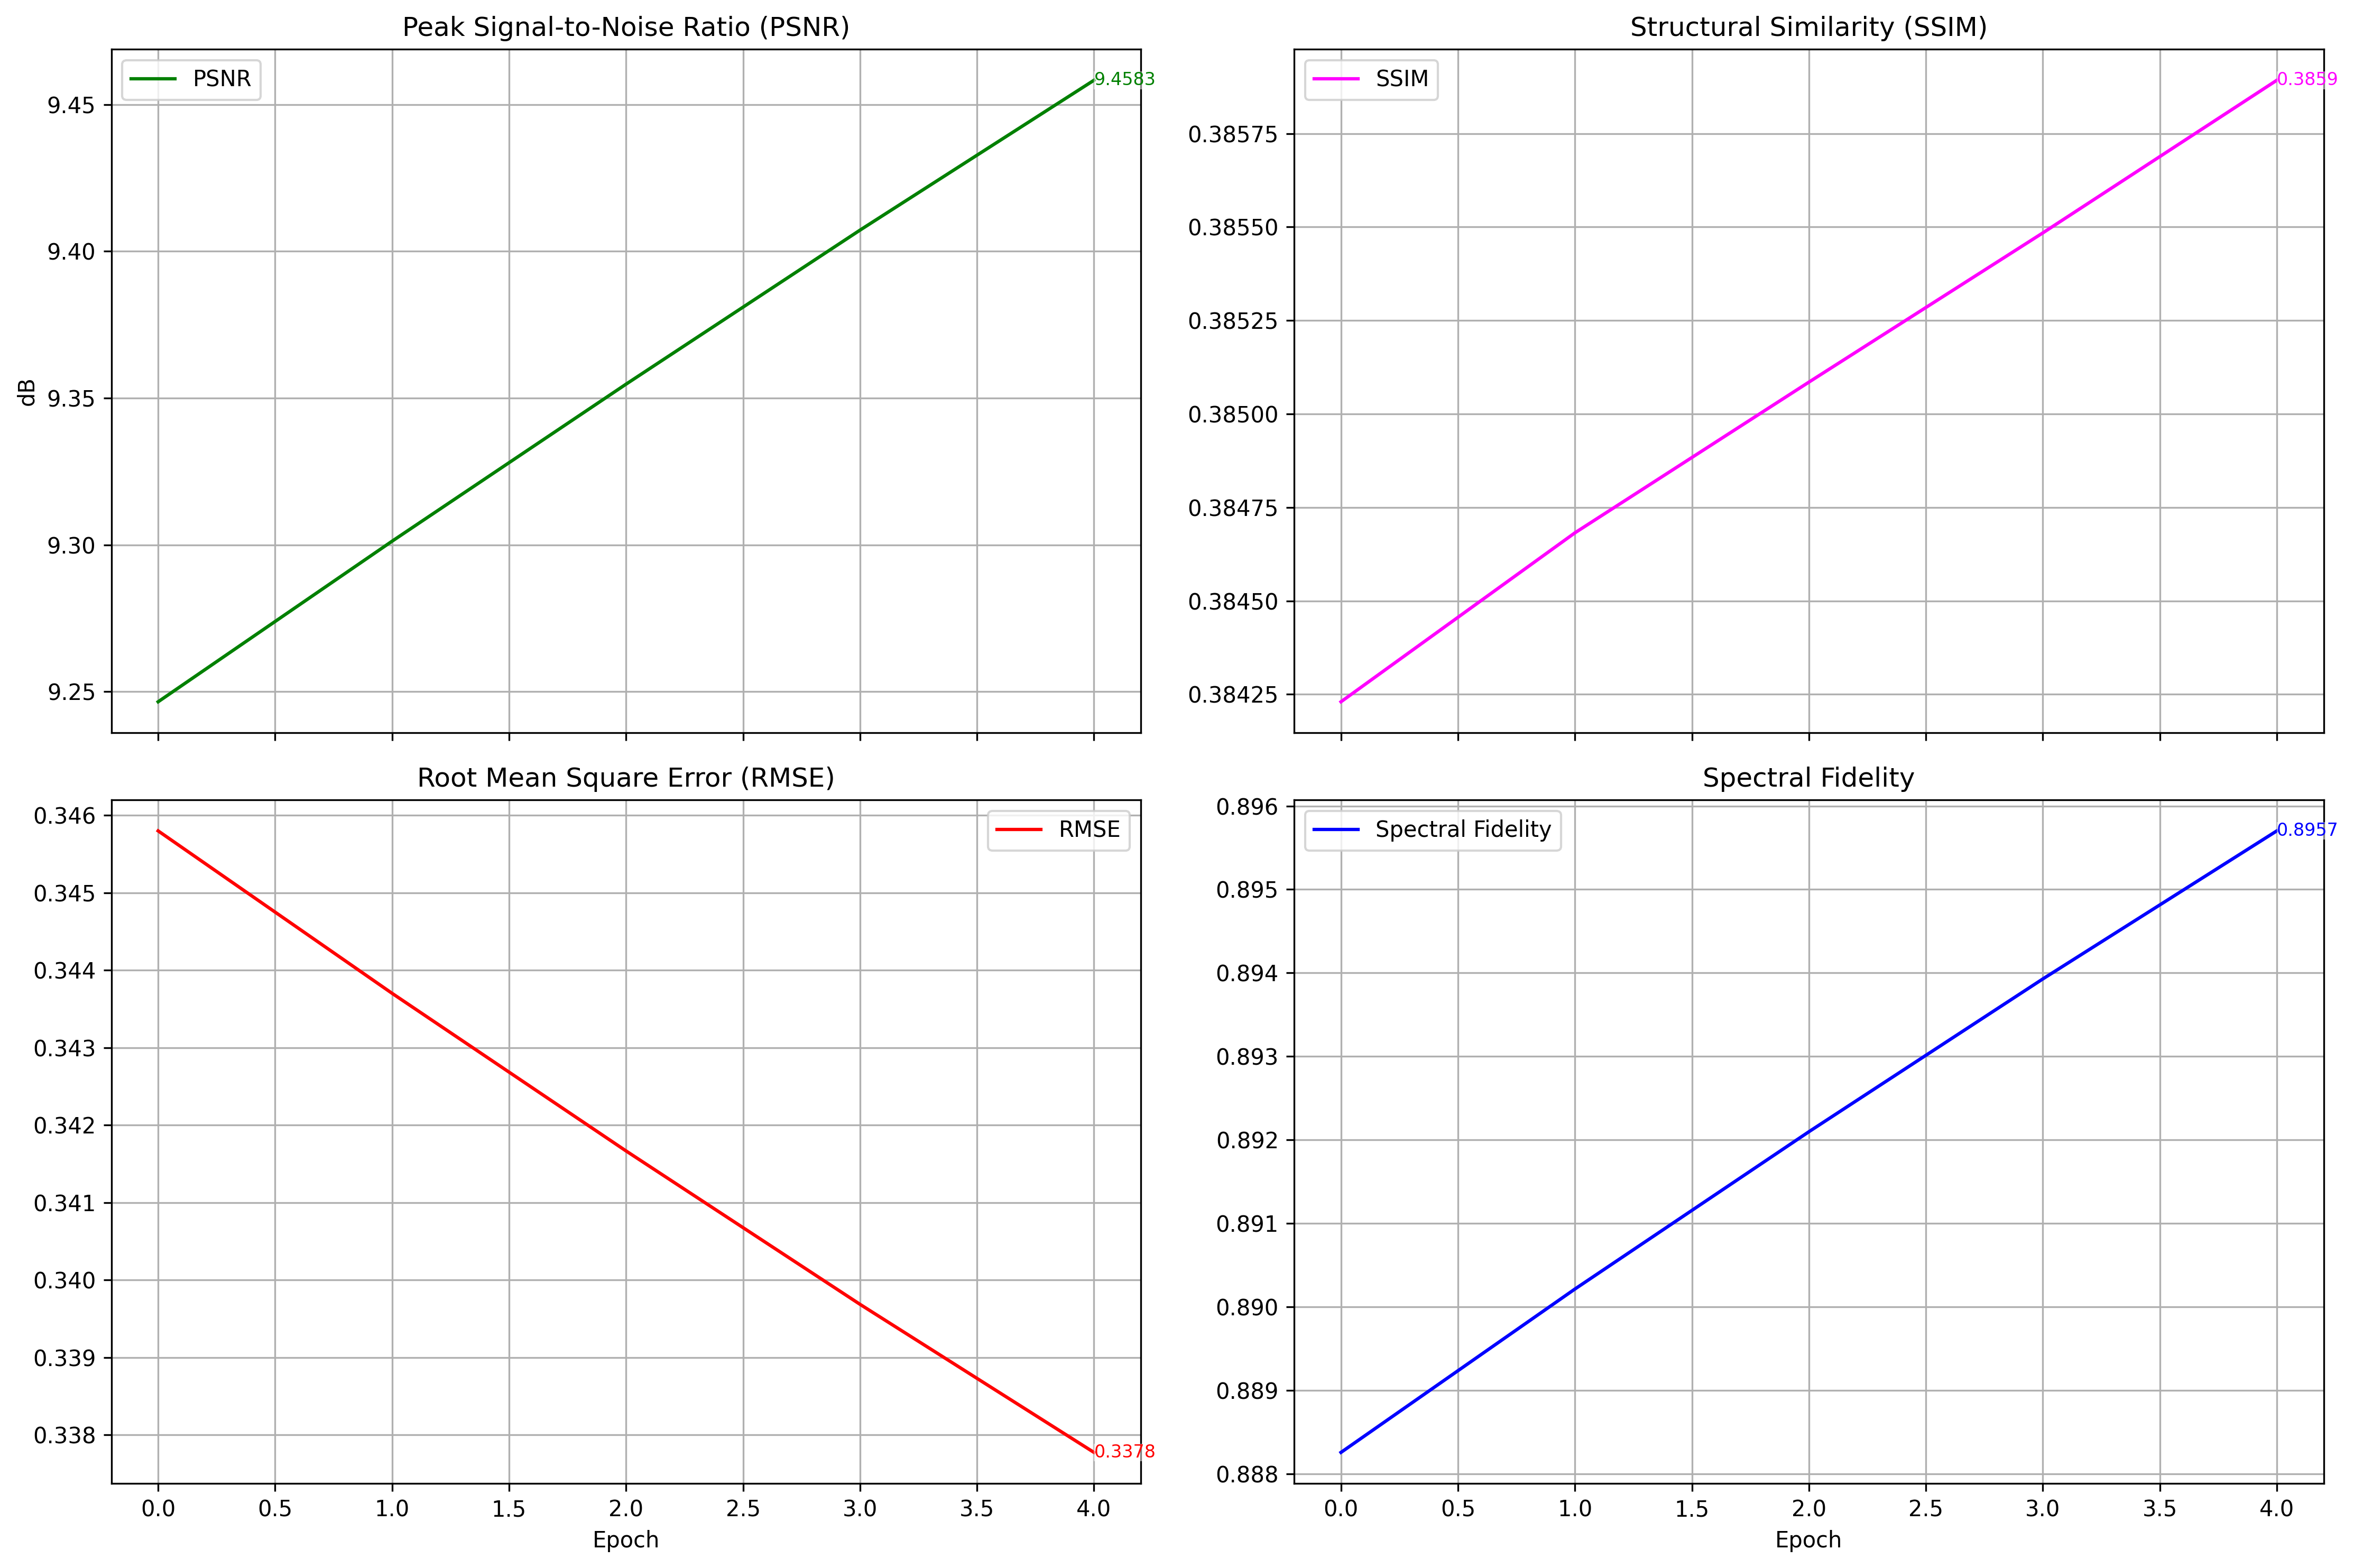 Peak Signal-to-Noise Ratio (PSNR)
PSNR
9.4583
9.45
9.40
9.35
9.30
9.25
dB
Structural Similarity (SSIM)
SSIM
0.3859
0.38575
0.38550
0.38525
0.38500
0.38475
0.38450
0.38425
Root Mean Square Error (RMSE)
RMSE
0.346
0.345
0.344
0.343
0.342
0.341
0.340
0.339
0.338
0.3378
0.0 0.5 1.0 1.5 2.0 2.5 3.0 3.5 4.0
Epoch
Spectral Fidelity
Spectral Fidelity
0.8957
0.896
0.895
0.894
0.893
0.892
0.891
0.890
0.889
0.888
0.0 0.5 1.0 1.5 2.0 2.5 3.0 3.5 4.0
Epoch